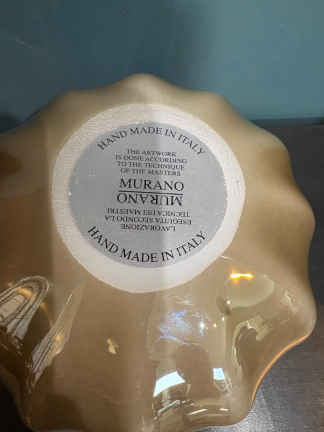 HAND MADE IN ITALY
THE ARTWORK
IS DONE ACCORDING
TO THE TECHNIQUE
OF THE MASTERS
MURANO
MURANO
LAVORAZIONE
ESEGUITA SECONDO LA
TECNICA DEI MAESTRI
HAND MADE IN ITALY